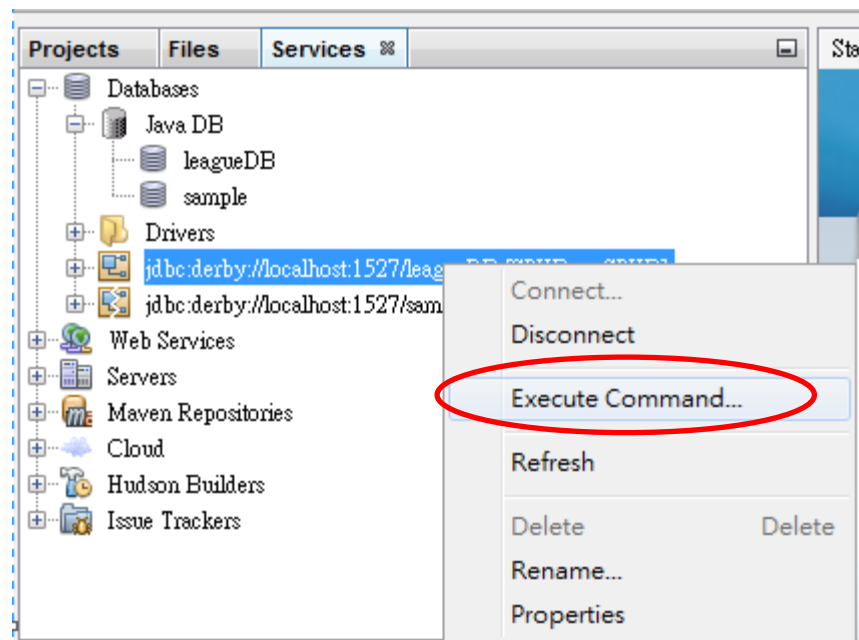 Projects Files Services Sta
Databases
Java DB
leagueDB
sample
Drivers
jdbc:derby://localhost:1527/leag
jdbc:derby://localhost:1527/sam
Web Services
Servers
Maven Repositories
Cloud
Hudson Builders
Issue Trackers
Connect...
Disconnect
Execute Command...
Refresh
Delete Delete
Rename...
Properties